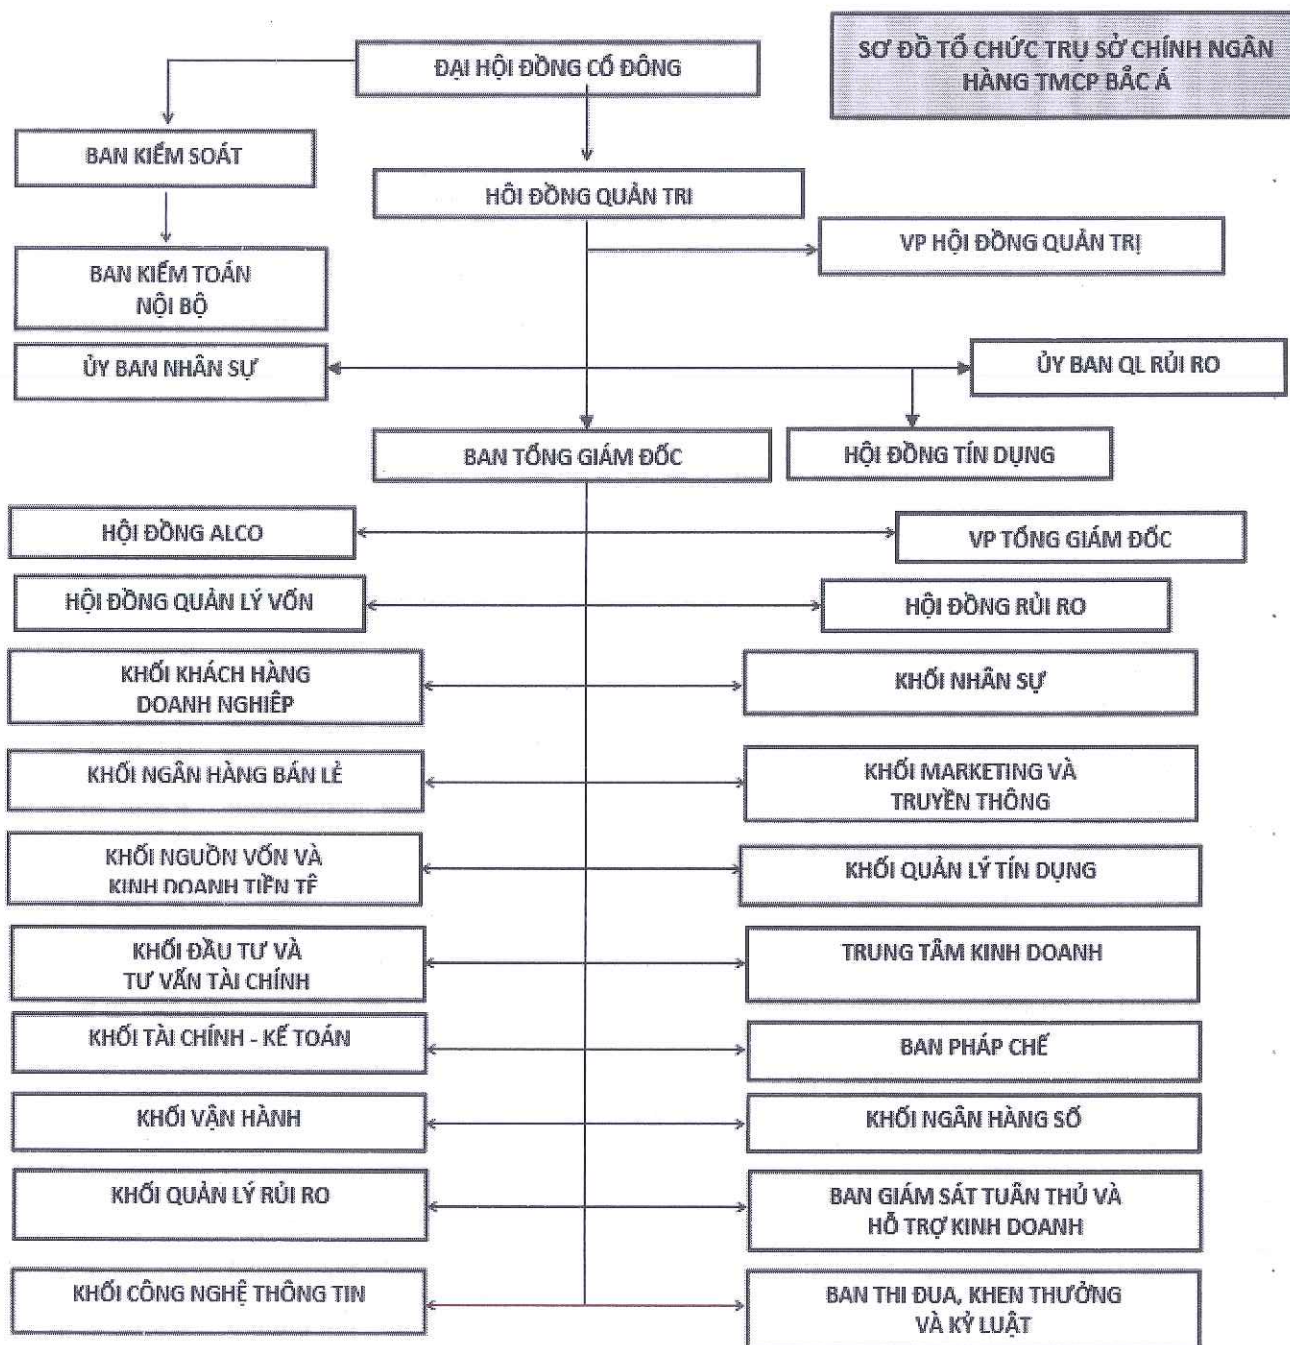 SƠ ĐỒ TỔ CHỨC TRỤ SỞ CHÍNH NGÂN
HÀNG TMCP BẮC Á
ĐẠI HỘI ĐỒNG CỔ ĐÔNG
BAN KIỂM SOÁT
HÔI ĐỒNG QUẢN TRI
VP HỘI ĐỒNG QUẢN TRỊ
BAN KIỂM TOÁN
NỘI BỘ
ỦY BAN NHÂN SỰ
ỦY BAN QL RỦI RO
BAN TỔNG GIÁM ĐỐC
HỘI ĐỒNG TÍN DỤNG
HỘI ĐỒNG ALCO
VP TỔNG GIÁM ĐỐC
HỘI ĐỒNG QUẢN LÝ VỐN
HỘI ĐỒNG RỦI RO
KHỐI KHÁCH HÀNG
DOANH NGHIÊP
KHỐI NHÂN SỰ
KHỐI NGÂN HÀNG BÁN LẺ
KHỐI MARKETING VÀ
TRUYỀN THÔNG
KHỐI NGUỒN VỐN VÀ
KINH DOANH TIỀN TÊ
KHỐI QUẢN LÝ TÍN DỤNG
KHỐI ĐẦU TƯ VÀ
TƯ VẤN TÀI CHÍNH
TRUNG TÂM KINH DOANH
KHỐI TÀI CHÍNH - KẾ TOÁN
BAN PHÁP CHẾ
KHỐI VẬN HÀNH
KHỐI NGÂN HÀNG SỐ
KHỐI QUẢN LÝ RỦI RO
BAN GIÁM SÁT TUÂN THỦ VÀ
HỖ TRỢ KINH DOANH
KHỐI CÔNG NGHỆ THÔNG TIN
BAN THI ĐUA, KHEN THƯỞNG
VÀ KỶ LUẬT